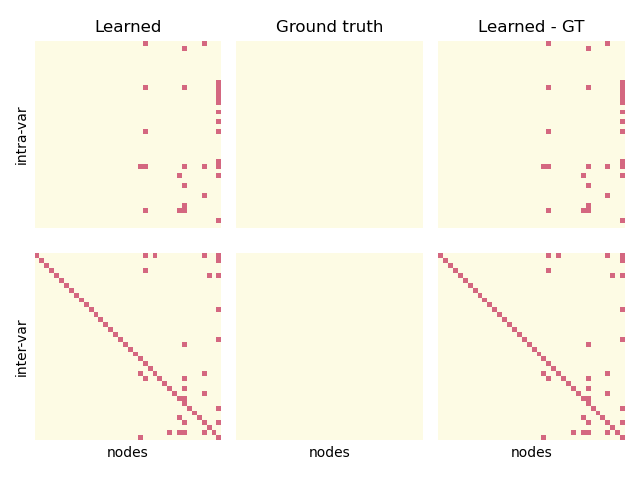 Learned
Ground truth
Learned - GT
intra-var
inter-var
nodes
nodes
nodes